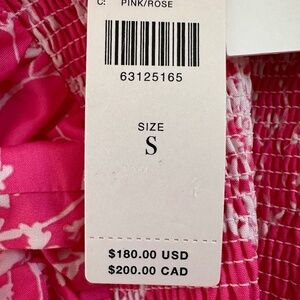 C: PINK/ROSE
63125165
SIZE
S
$180.00 USD
$200.00 CAD